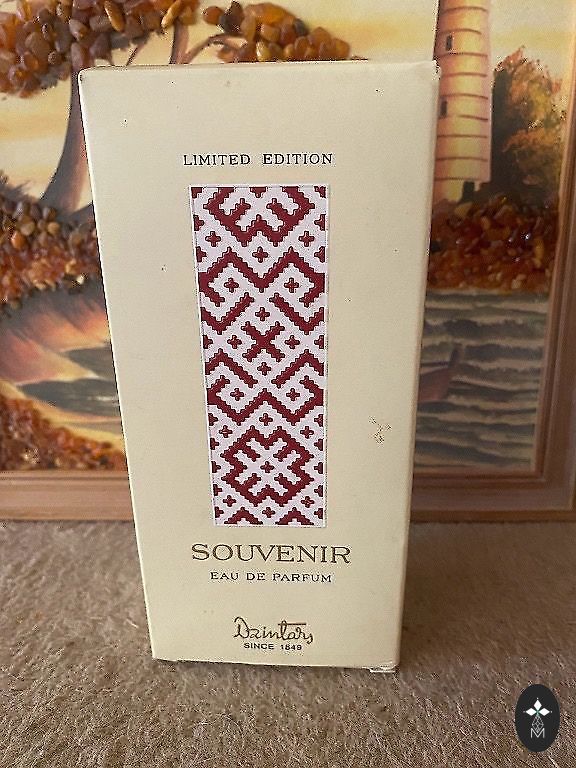 LIMITED EDITION
SOUVENIR
EAU DE PARFUM
Dzintars
SINCE 1849
M